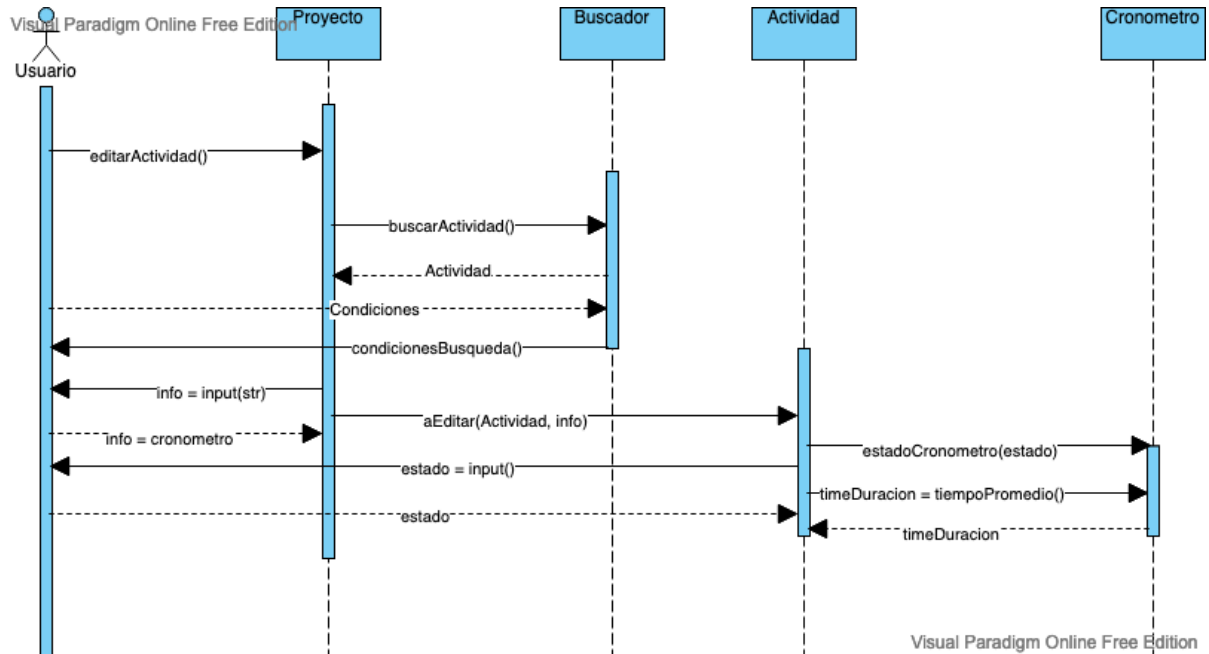 Visual Paradigm Online Free Edition
Usuario
Proyecto
Buscador
Actividad
Cronometro
editarActividad()
buscarActividad()
Actividad
Condiciones
condicionesBusqueda()
info = input(str)
aEditar(Actividad, info)
info = cronometro
estadoCronometro(estado)
estado = input()
timeDuracion = tiempoPromedio()
estado
timeDuracion
Visual Paradigm Online Free Edition